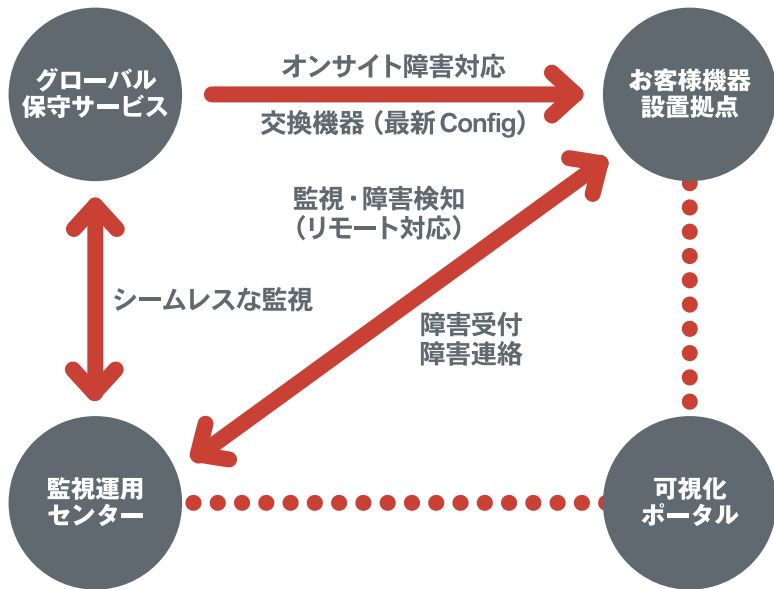 グローバル
保守サービス
オンサイト障害対応
交換機器（最新Config）
お客様機器
設置拠点
監視・障害検知
（リモート対応）
シームレスな監視
障害受付
障害連絡
監視運用
センター
可視化
ポータル